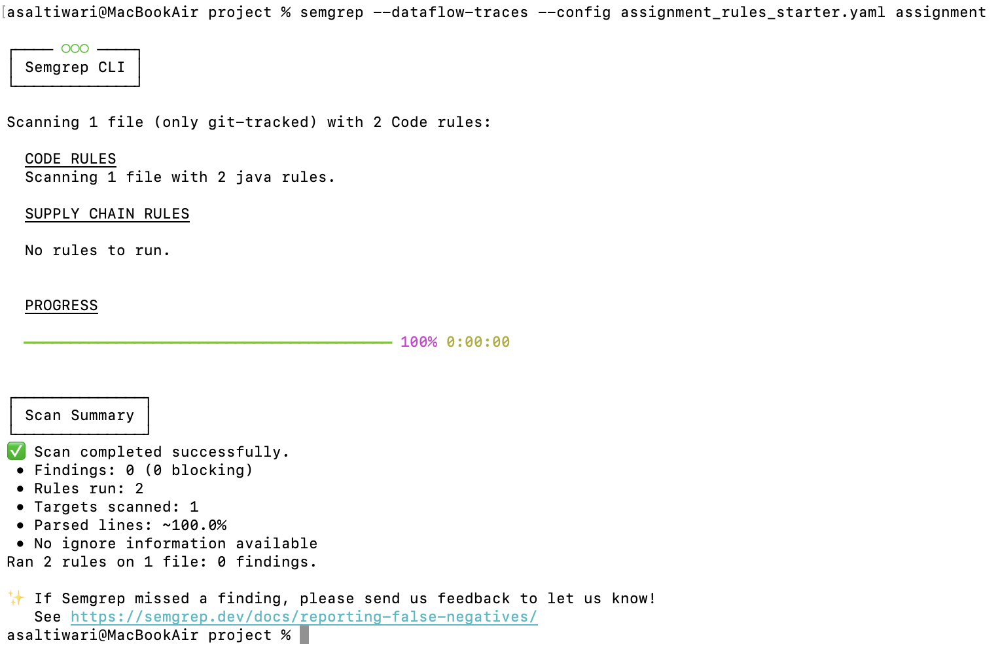 [asaltiwari@MacBookAir project % semgrep --dataflow-traces --config assignment_rules_starter.yaml assignment
○○○
Semgrep CLI
Scanning 1 file (only git-tracked) with 2 Code rules:
CODE RULES
Scanning 1 file with 2 java rules.
SUPPLY CHAIN RULES
No rules to run.
PROGRESS
100% 0:00:00
Scan Summary
✅ Scan completed successfully.
• Findings: 0 (0 blocking)
• Rules run: 2
• Targets scanned: 1
• Parsed lines: ~100.0%
• No ignore information available
Ran 2 rules on 1 file: 0 findings.
✨ If Semgrep missed a finding, please send us feedback to let us know!
See https://semgrep.dev/docs/reporting-false-negatives/
asaltiwari@MacBookAir project %